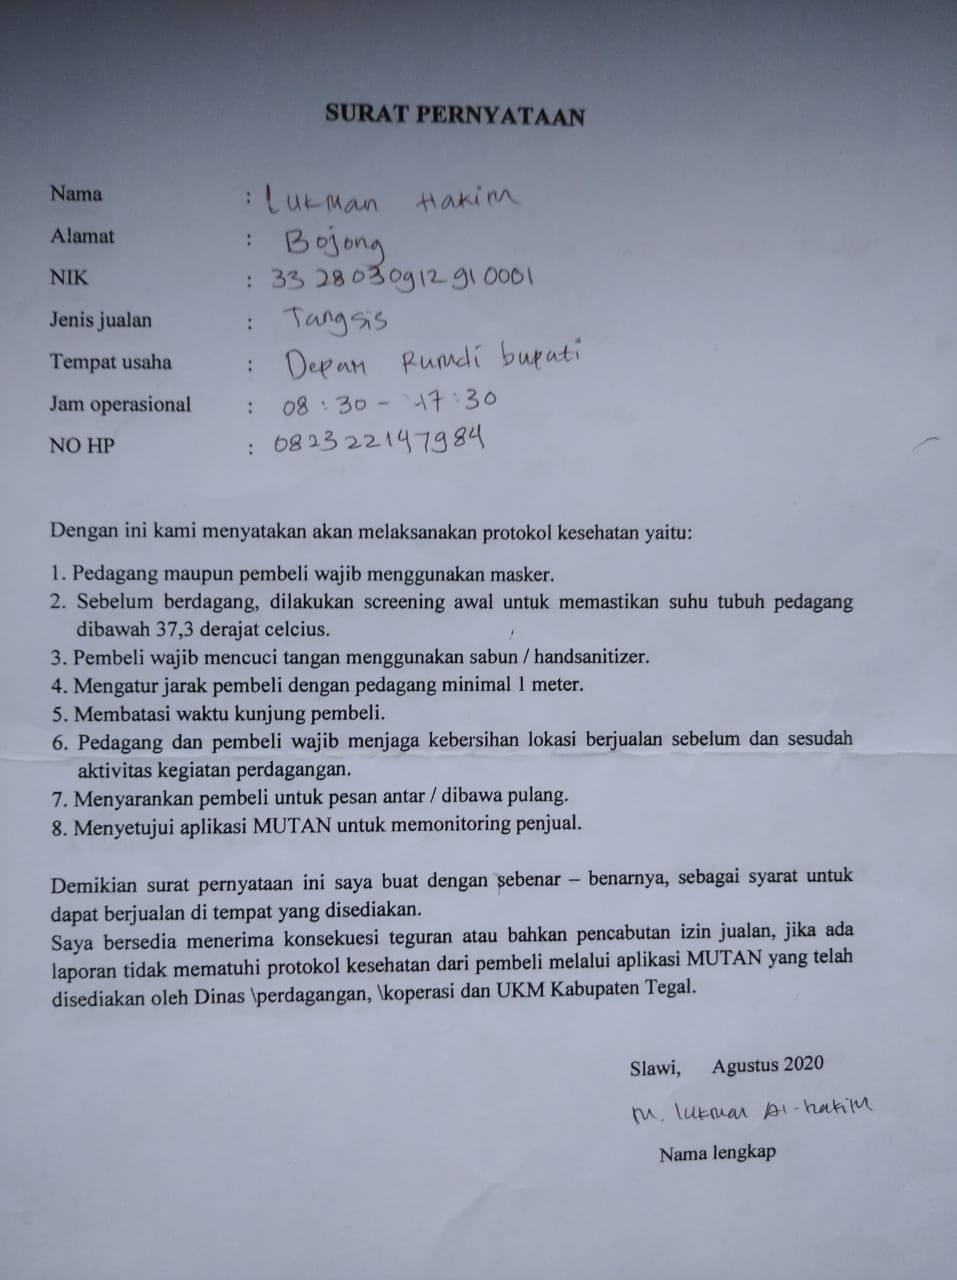 SURAT PERNYATAAN
Nama : Lukman Hakim
Alamat : Bojong
NIK : 3328030912910001
Jenis jualan : Tangsis
Tempat usaha : Depan Rumdi bupati
Jam operasional : 08:30 - 17:30
NO HP : 082322147984
Dengan ini kami menyatakan akan melaksanakan protokol kesehatan yaitu:
1. Pedagang maupun pembeli wajib menggunakan masker.
2. Sebelum berdagang, dilakukan screening awal untuk memastikan suhu tubuh pedagang
dibawah 37,3 derajat celcius.
3. Pembeli wajib mencuci tangan menggunakan sabun / handsanitizer.
4. Mengatur jarak pembeli dengan pedagang minimal 1 meter.
5. Membatasi waktu kunjung pembeli.
6. Pedagang dan pembeli wajib menjaga kebersihan lokasi berjualan sebelum dan sesudah
aktivitas kegiatan perdagangan.
7. Menyarankan pembeli untuk pesan antar / dibawa pulang.
8. Menyetujui aplikasi MUTAN untuk memonitoring penjual.
Demikian surat pernyataan ini saya buat dengan sebenar – benarnya, sebagai syarat untuk
dapat berjualan di tempat yang disediakan.
Saya bersedia menerima konsekuesi teguran atau bahkan pencabutan izin jualan, jika ada
laporan tidak mematuhi protokol kesehatan dari pembeli melalui aplikasi MUTAN yang telah
disediakan oleh Dinas \perdagangan, \koperasi dan UKM Kabupaten Tegal.
Slawi, Agustus 2020
M. lukman Al-hakim
Nama lengkap